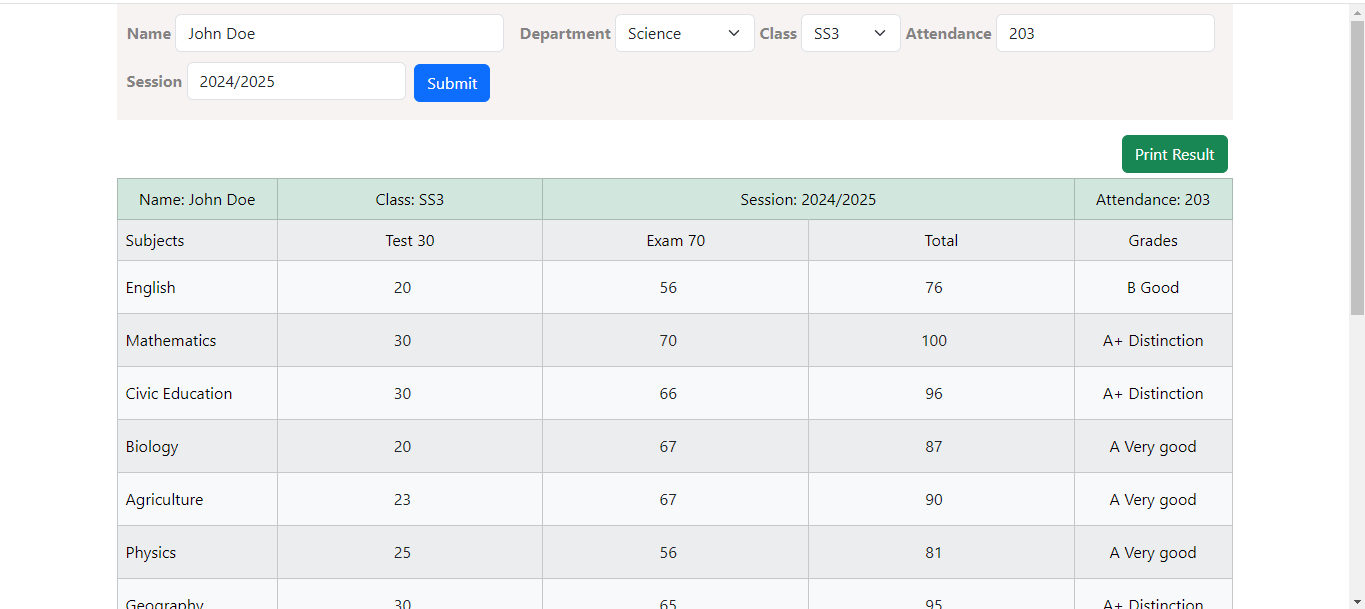 Name John Doe Department Science Class SS3 Attendance 203
Session 2024/2025 Submit
Print Result
Name: John Doe Class: SS3 Session: 2024/2025 Attendance: 203
Subjects Test 30 Exam 70 Total Grades
English 20 56 76 B Good
Mathematics 30 70 100 A+ Distinction
Civic Education 30 66 96 A+ Distinction
Biology 20 67 87 A Very good
Agriculture 23 67 90 A Very good
Physics 25 56 81 A Very good
Geography 30 65 95 A+ Distinction